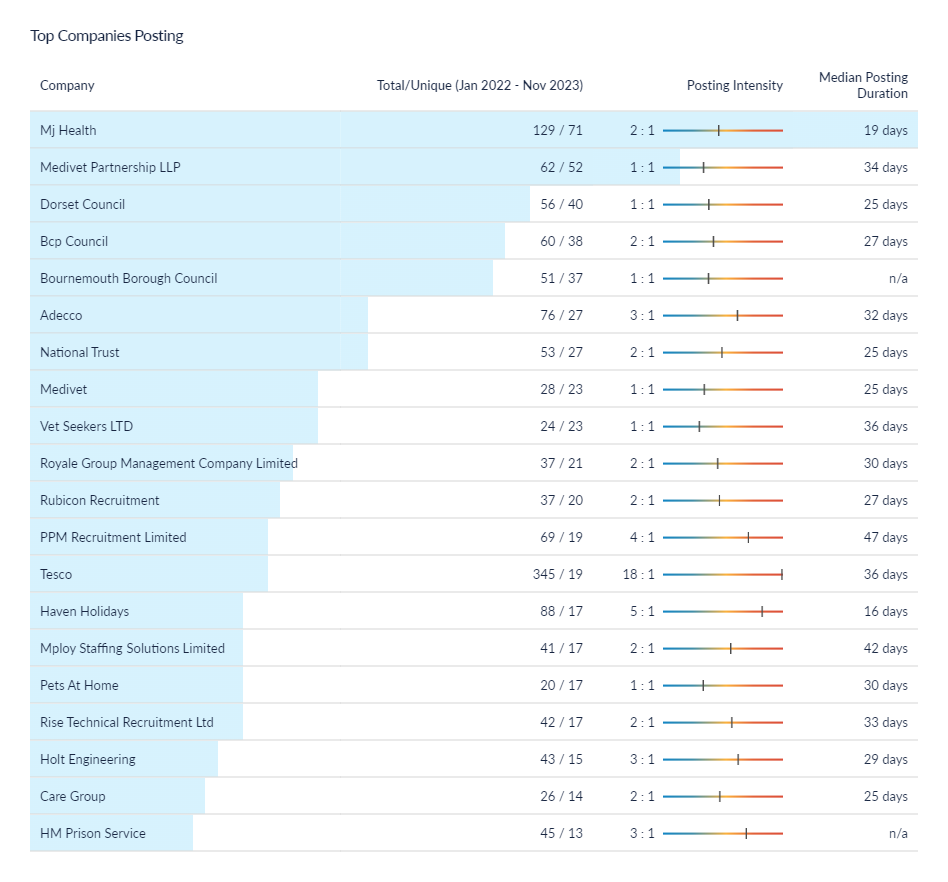 Top Companies Posting
Company Total/Unique (Jan 2022 - Nov 2023) Posting Intensity Median Posting Duration
Mj Health 129 / 71 2 : 1 19 days
Medivet Partnership LLP 62 / 52 1 : 1 34 days
Dorset Council 56 / 40 1 : 1 25 days
Bcp Council 60 / 38 2 : 1 27 days
Bournemouth Borough Council 51 / 37 1 : 1 n/a
Adecco 76 / 27 3 : 1 32 days
National Trust 53 / 27 2 : 1 25 days
Medivet 28 / 23 1 : 1 25 days
Vet Seekers LTD 24 / 23 1 : 1 36 days
Royale Group Management Company Limited 37 / 21 2 : 1 30 days
Rubicon Recruitment 37 / 20 2 : 1 27 days
PPM Recruitment Limited 69 / 19 4 : 1 47 days
Tesco 345 / 19 18 : 1 36 days
Haven Holidays 88 / 17 5 : 1 16 days
Mploy Staffing Solutions Limited 41 / 17 2 : 1 42 days
Pets At Home 20 / 17 1 : 1 30 days
Rise Technical Recruitment Ltd 42 / 17 2 : 1 33 days
Holt Engineering 43 / 15 3 : 1 29 days
Care Group 26 / 14 2 : 1 25 days
HM Prison Service 45 / 13 3 : 1 n/a